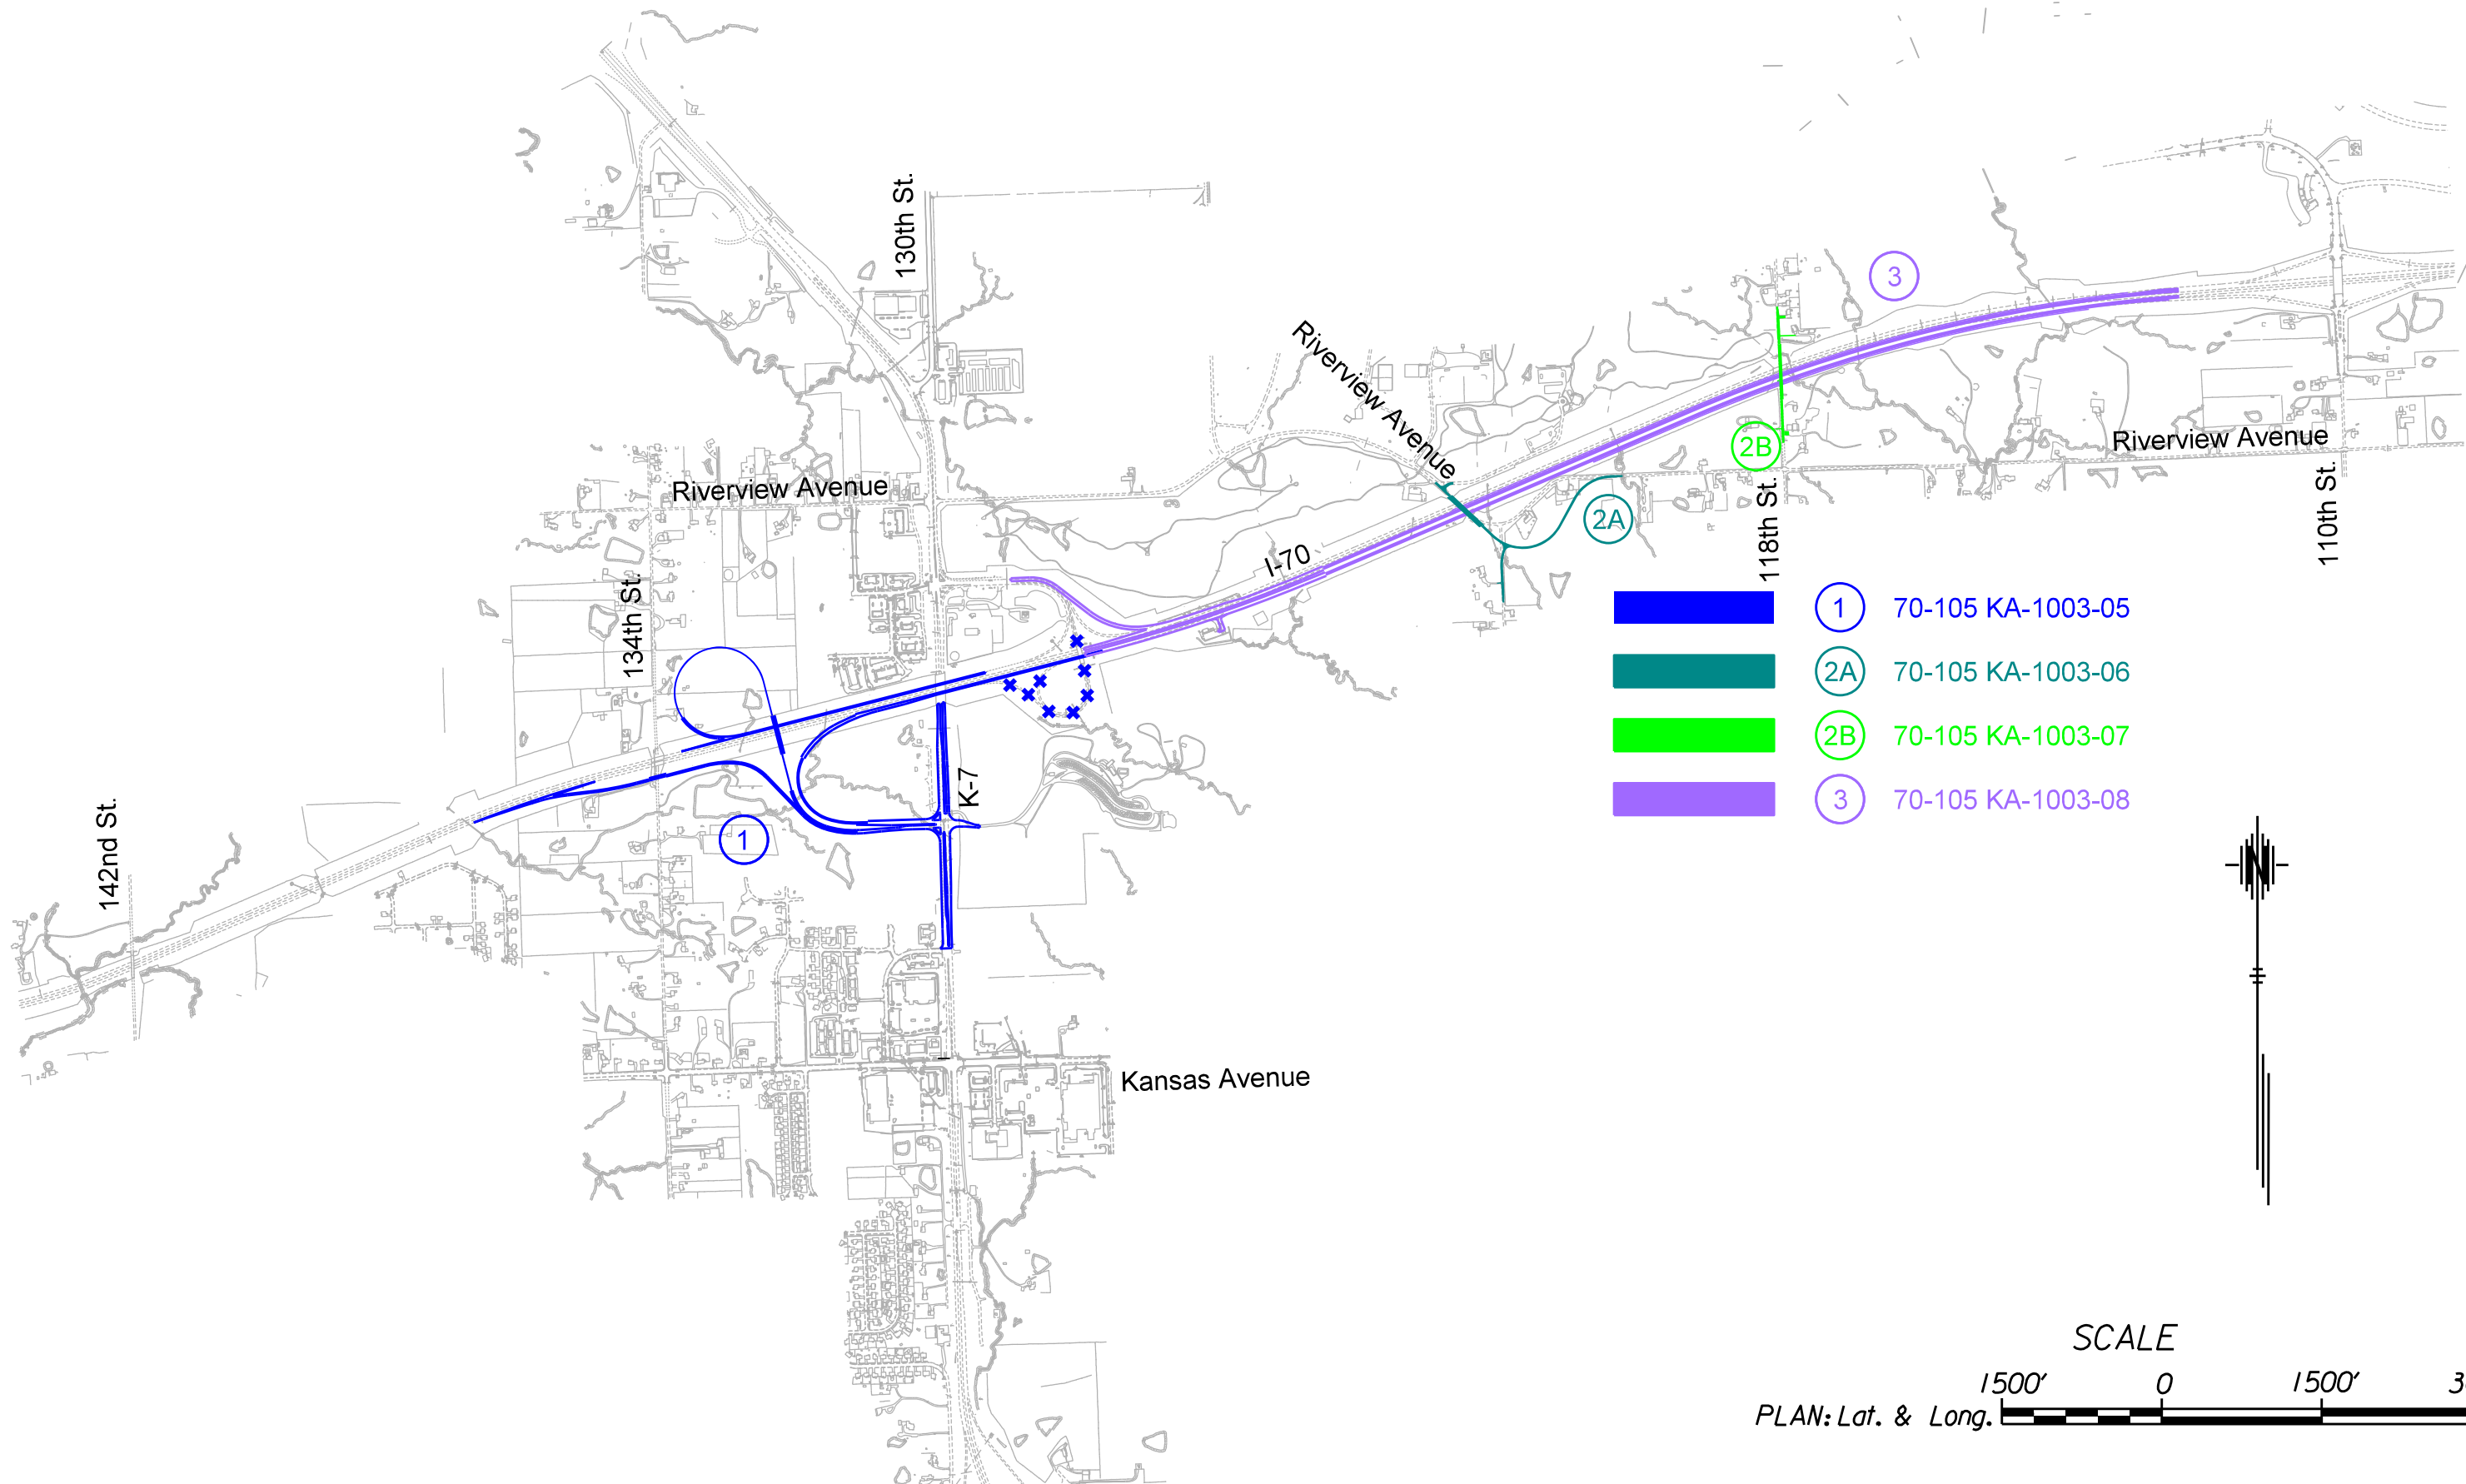 130th St.
Riverview Avenue
3
2B
Riverview Avenue
Riverview Avenue
118th St.
110th St.
2A
I-70
134th St.
1 70-105 KA-1003-05
2A 70-105 KA-1003-06
2B 70-105 KA-1003-07
3 70-105 KA-1003-08
K-7
142nd St.
1
N
Kansas Avenue
SCALE
1500' 0 1500'
PLAN: Lat. & Long.